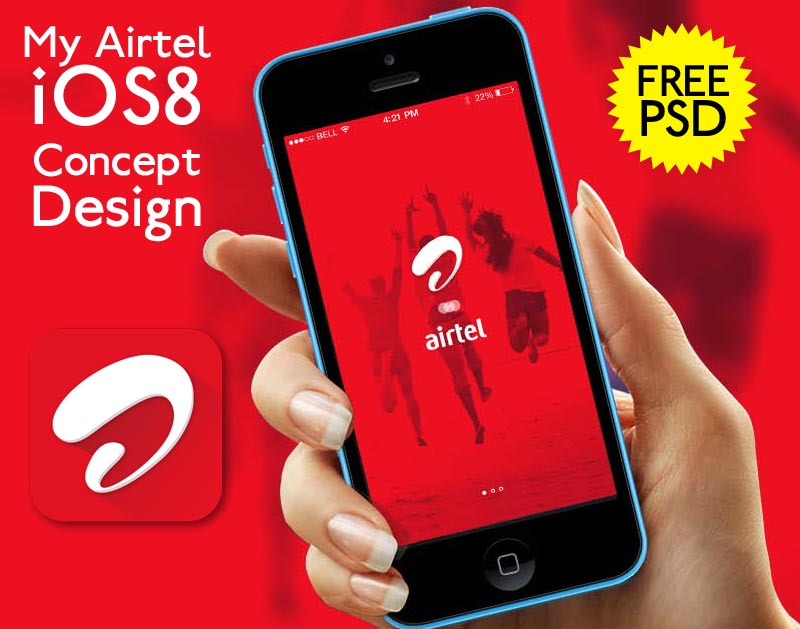 My Airtel
iOS8
Concept
Design
FREE
PSD
BELL
4:21 PM
22%
airtel